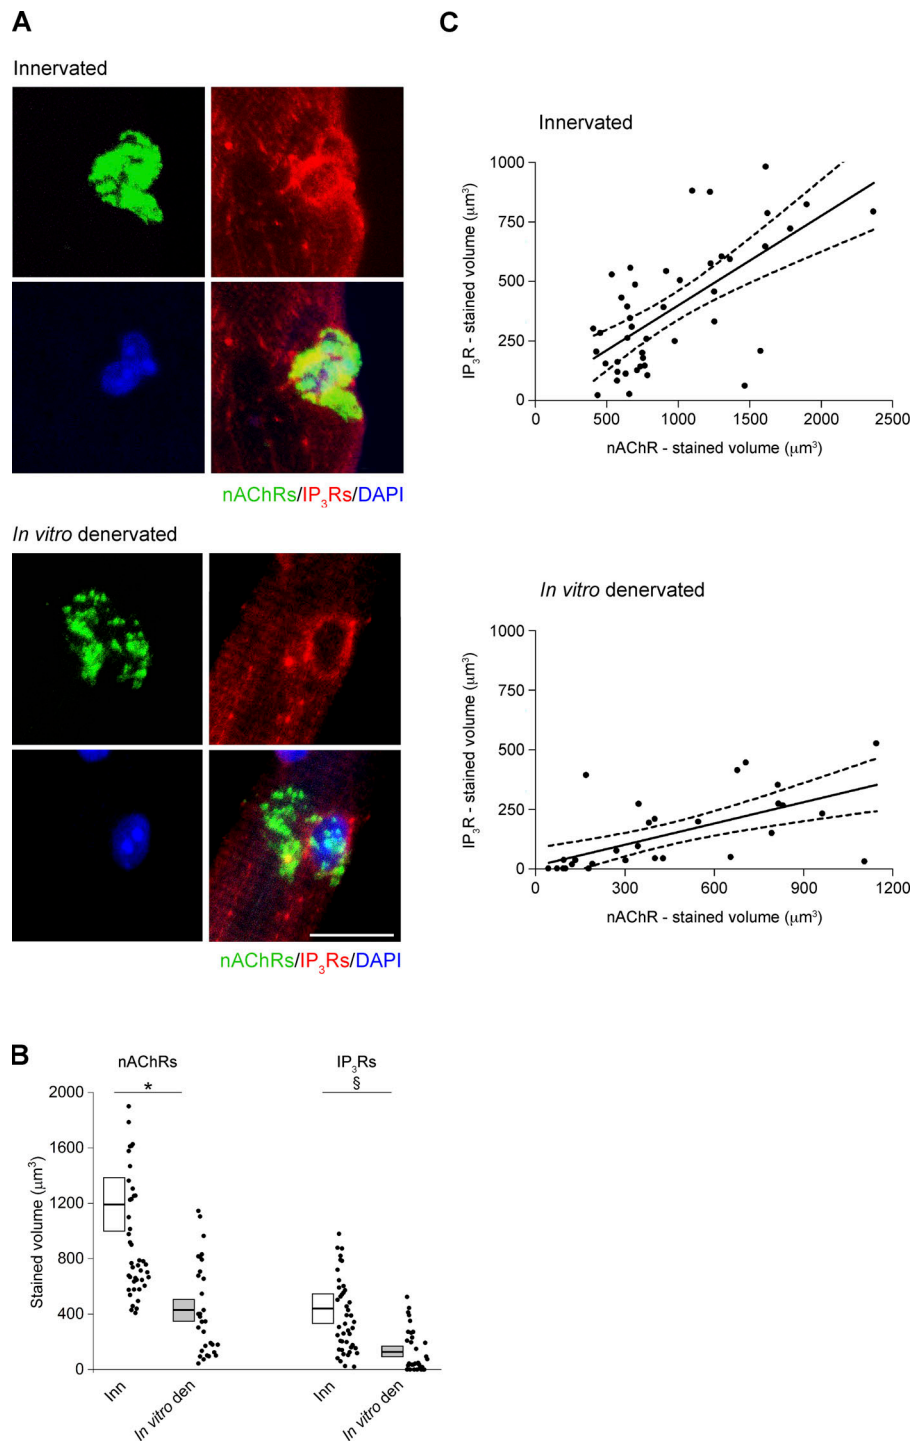 A
Innervated
nAChRs/IP₃Rs/DAPI
In vitro denervated
nAChRs/IP₃Rs/DAPI
B
nAChRs
IP₃Rs
*
§
2000
1600
1200
800
400
0
Stained volume (μm³)
Inn
In vitro den
Inn
In vitro den
C
Innervated
1000
750
500
250
0
IP₃R - stained volume (μm³)
0 500 1000 1500 2000 2500
nAChR - stained volume (μm³)
In vitro denervated
1000
750
500
250
0
IP₃R - stained volume (μm³)
0 300 600 900 1200
nAChR - stained volume (μm³)